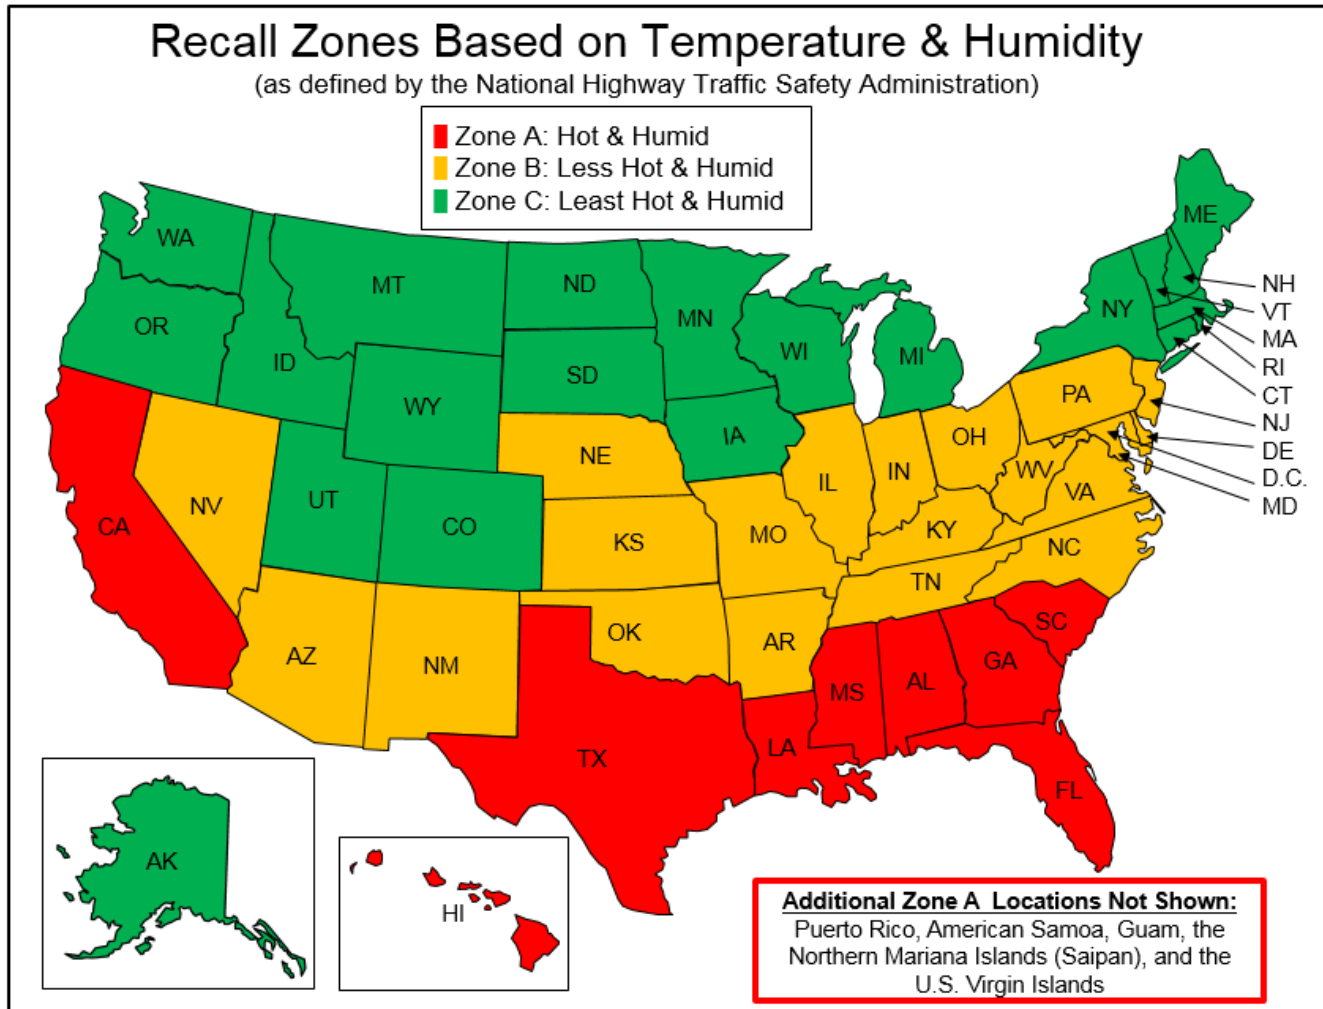 Recall Zones Based on Temperature & Humidity
(as defined by the National Highway Traffic Safety Administration)
Zone A: Hot & Humid
Zone B: Less Hot & Humid
Zone C: Least Hot & Humid
WA
MT
ND
MN
ME
OR
ID
WY
SD
WI
MI
NY
NH
VT
MA
RI
CT
NJ
DE
D.C.
MD
IA
NE
PA
OH
IL
IN
WV
VA
NV
UT
CO
CA
KS
MO
KY
NC
TN
AZ
NM
OK
AR
SC
MS
AL
GA
TX
LA
FL
AK
HI
Additional Zone A Locations Not Shown:
Puerto Rico, American Samoa, Guam, the
Northern Mariana Islands (Saipan), and the
U.S. Virgin Islands